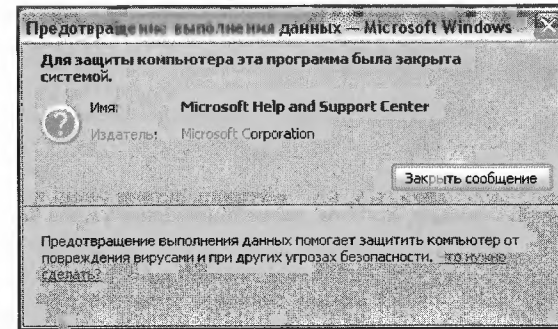 Предотвращение выполнения данных — Microsoft Windows
Для защиты компьютера эта программа была закрыта
системой.
Имя: Microsoft Help and Support Center
Издатель: Microsoft Corporation
Закрыть сообщение
Предотвращение выполнения данных помогает защитить компьютер от
повреждения вирусами и при других угрозах безопасности. Что нужно
сделать?